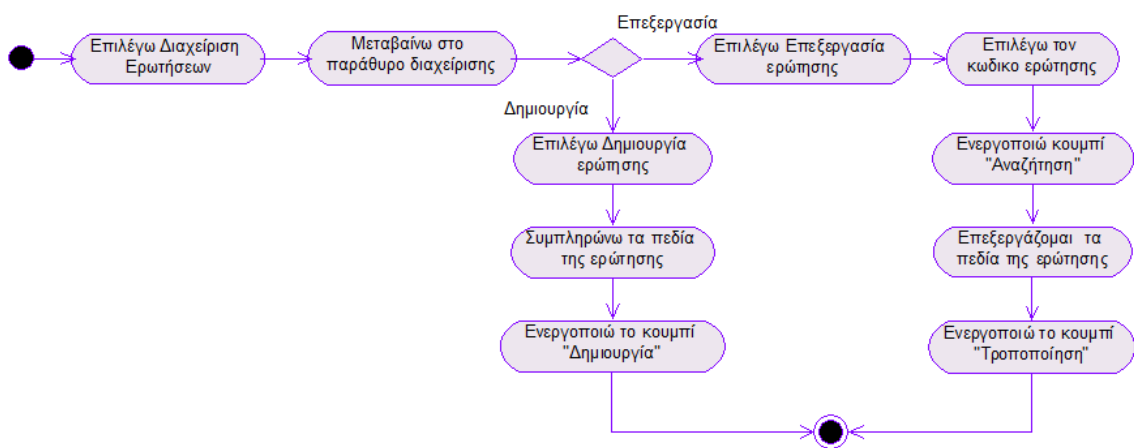 Επεξεργασία
Επιλέγω Διαχείριση
Ερωτήσεων
Μεταβαίνω στο
παράθυρο διαχείρισης
Επιλέγω Επεξεργασία
ερώτησης
Επιλέγω τον
κωδικο ερώτησης
Δημιουργία
Επιλέγω Δημιουργία
ερώτησης
Ενεργοποιώ κουμπί
"Αναζήτηση"
Συμπληρώνω τα πεδία
της ερώτησης
Επεξεργάζομαι τα
πεδία της ερώτησης
Ενεργοποιώ το κουμπί
"Δημιουργία"
Ενεργοποιώ το κουμπί
"Τροποποίηση"